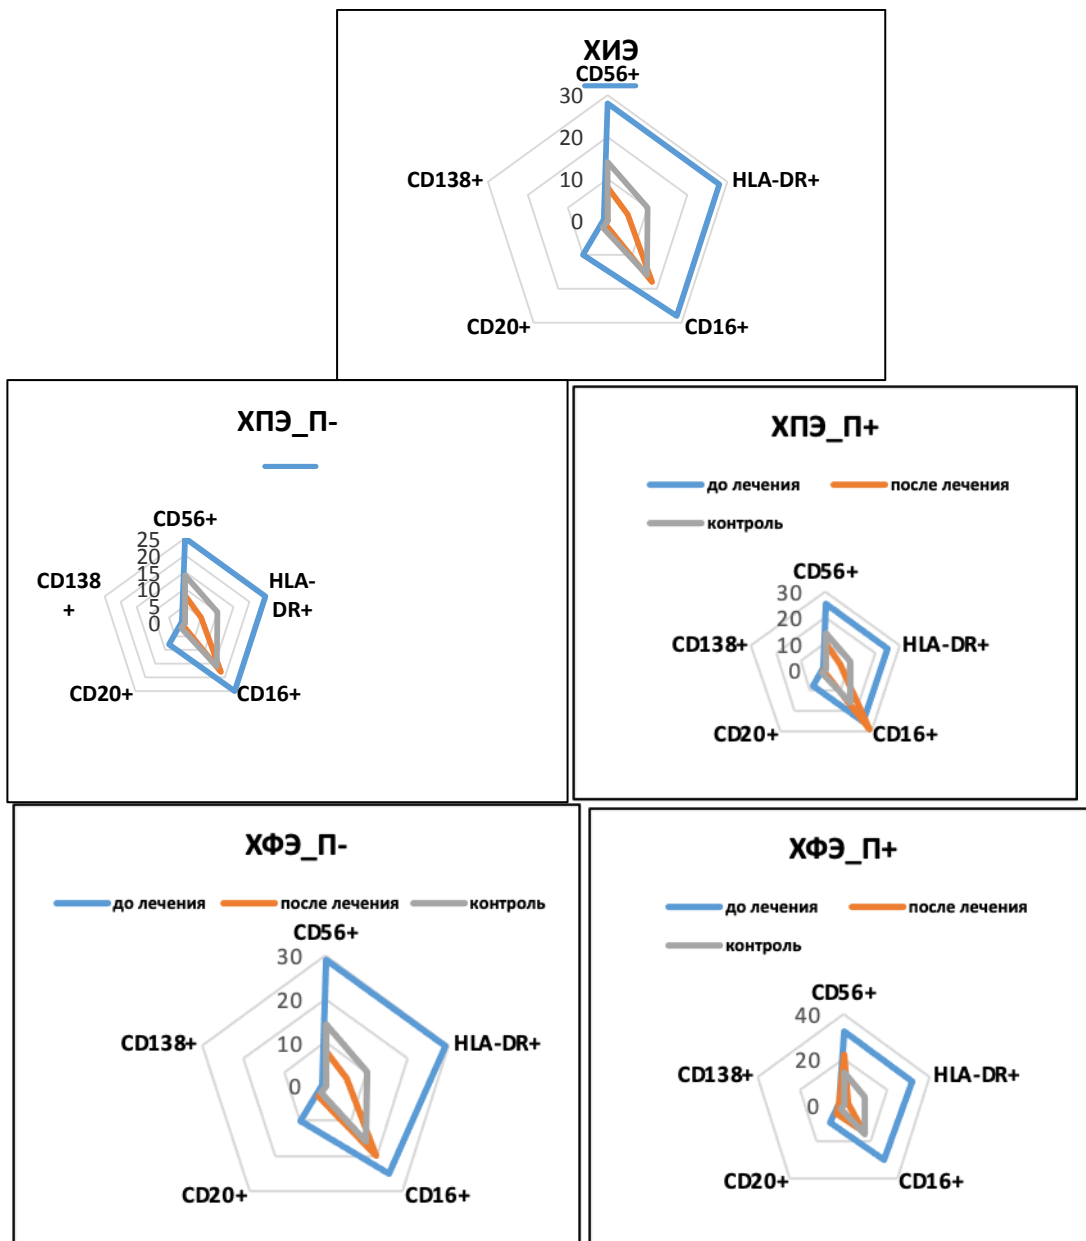 ХИЭ
CD56+
30
20
10
0
HLA-DR+
CD16+
CD20+
CD138+
ХПЭ_П-
CD56+
25
20
15
10
5
0
HLA-
DR+
CD16+
CD20+
CD138
+
ХПЭ_П+
до лечения после лечения
контроль
CD56+
30
20
10
0
HLA-DR+
CD16+
CD20+
CD138+
ХФЭ_П-
до лечения после лечения контроль
CD56+
30
20
10
0
HLA-DR+
CD16+
CD20+
CD138+
ХФЭ_П+
до лечения после лечения
контроль
CD56+
40
20
0
HLA-DR+
CD16+
CD20+
CD138+